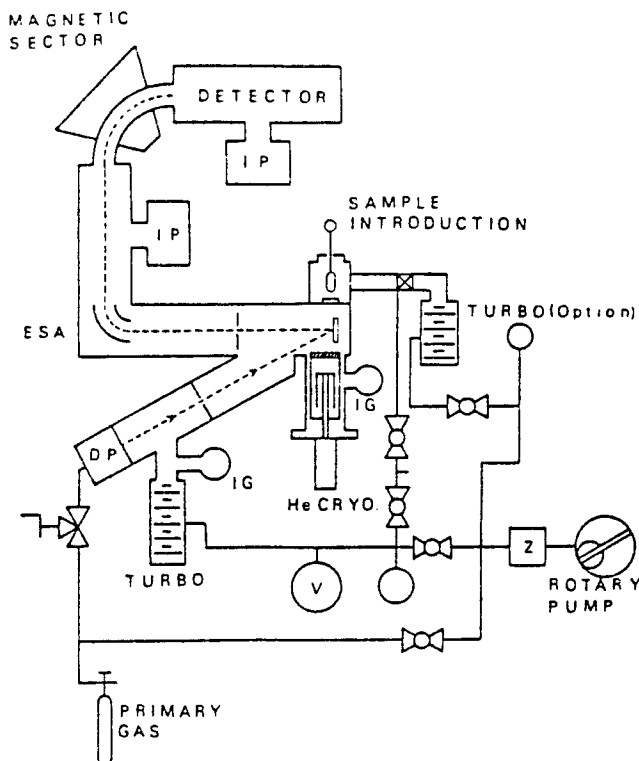 MAGNETIC
SECTOR
DETECTOR
IP
IP
SAMPLE
INTRODUCTION
TURBO(Option)
ESA
IG
DP
IG
He CRYO.
TURBO
V
Z
ROTARY
PUMP
PRIMARY
GAS